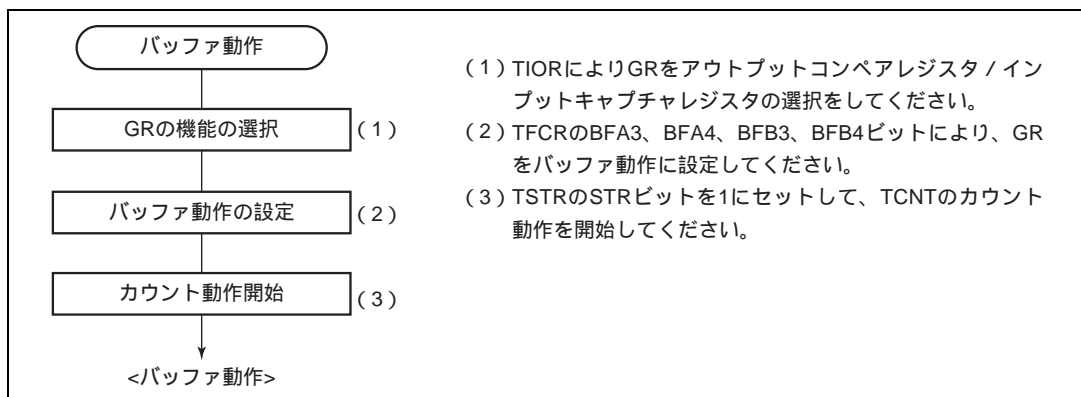 バッファ動作
GRの機能の選択 （1）
バッファ動作の設定 （2）
カウント動作開始 （3）
<バッファ動作>
（1）TIORによりGRをアウトプットコンペアレジスタ / イン
プットキャプチャレジスタの選択をしてください。
（2）TFCRのBFA3、BFA4、BFB3、BFB4ビットにより、GR
をバッファ動作に設定してください。
（3）TSTRのSTRビットを1にセットして、TCNTのカウント
動作を開始してください。